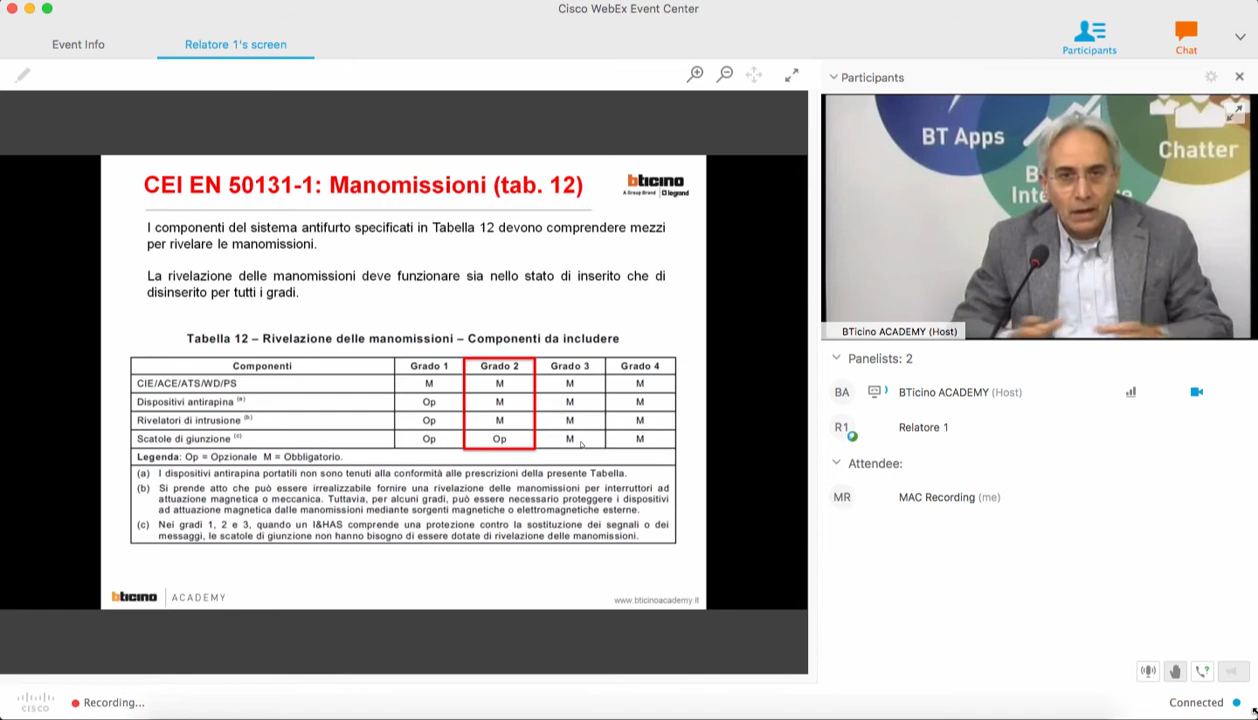 Cisco WebEx Event Center
Event Info
Relatore 1's screen
Participants
Chat
Participants
BT Apps
Chatter
BTicino ACADEMY (Host)
CEI EN 50131-1: Manomissioni (tab. 12)
bticino
A Group Brand | legrand
I componenti del sistema antifurto specificati in Tabella 12 devono comprendere mezzi
per rivelare le manomissioni.
La rivelazione delle manomissioni deve funzionare sia nello stato di inserito che di
disinserito per tutti i gradi.
Tabella 12 – Rivelazione delle manomissioni – Componenti da includere
Componenti Grado 1 Grado 2 Grado 3 Grado 4
CIE/ACE/ATS/WD/PS M M M M
Dispositivi antirapina (a) Op M M M
Rivelatori di intrusione (b) Op M M M
Scatole di giunzione (c) Op Op M M
Legenda: Op = Opzionale M = Obbligatorio.
(a) I dispositivi antirapina portatili non sono tenuti alla conformità alle prescrizioni della presente Tabella.
(b) Si prende atto che può essere irrealizzabile fornire una rivelazione delle manomissioni per interruttori ad
attuazione magnetica o meccanica. Tuttavia, per alcuni gradi, può essere necessario proteggere i dispositivi
ad attuazione magnetica dalle manomissioni mediante sorgenti magnetiche o elettromagnetiche esterne.
(c) Nei gradi 1, 2 e 3, quando un I&HAS comprende una protezione contro la sostituzione dei segnali o dei
messaggi, le scatole di giunzione non hanno bisogno di essere dotate di rivelazione delle manomissioni.
bticino | ACADEMY
www.bticinoacademy.it
Panelists: 2
BA BTicino ACADEMY (Host)
R1 Relatore 1
Attendee:
MR MAC Recording (me)
CISCO
Recording...
Connected